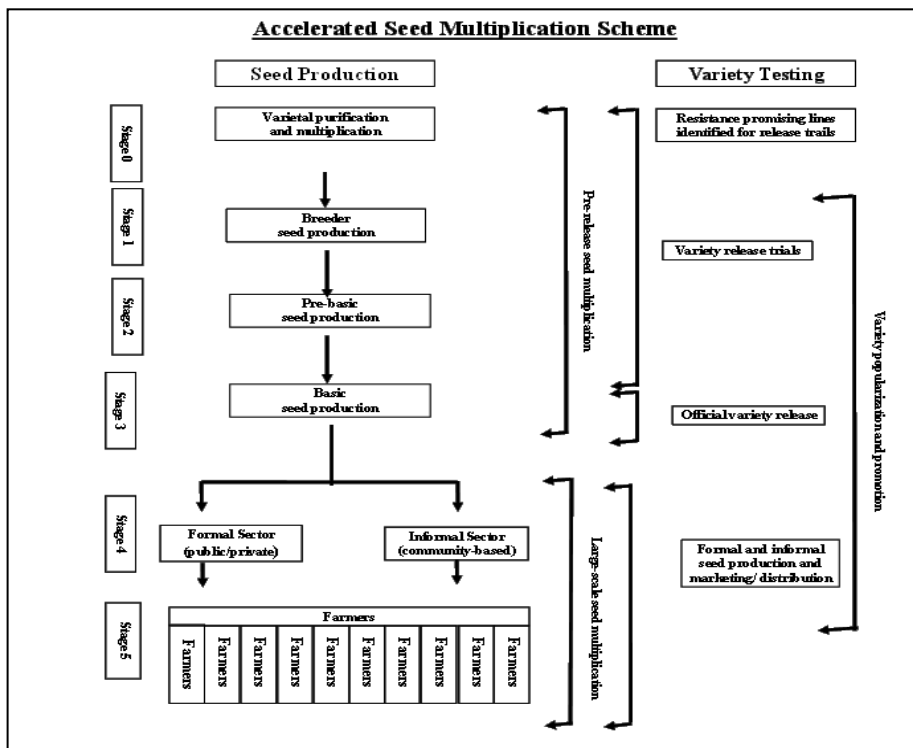 Accelerated Seed Multiplication Scheme
Seed Production
Variety Testing
Stage 0
Varietal purification
and multiplication
Resistance promising lines
identified for release trails
Stage 1
Breeder
seed production
Pre-release seed multiplication
Variety release trials
Stage 2
Pre-basic
seed production
Variety popularization and promotion
Stage 3
Basic
seed production
Official variety release
Stage 4
Formal Sector
(public/private)
Informal Sector
(community-based)
Large-scale seed multiplication
Formal and informal
seed production and
marketing/ distribution
Stage 5
Farmers
Farmers
Farmers
Farmers
Farmers
Farmers
Farmers
Farmers
Farmers
Farmers